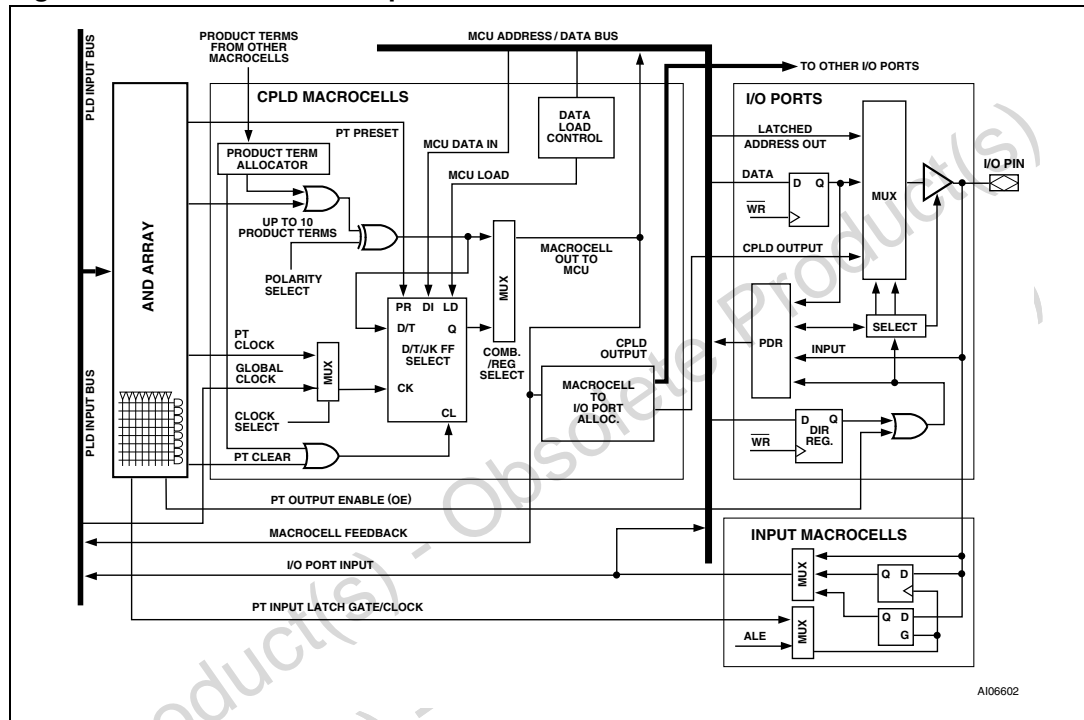 PRODUCT TERMS
FROM OTHER
MACROCELLS
MCU ADDRESS / DATA BUS
TO OTHER I/O PORTS
PLD INPUT BUS
AND ARRAY
PLD INPUT BUS
CPLD MACROCELLS
PT PRESET
PRODUCT TERM
ALLOCATOR
MCU DATA IN
MCU LOAD
DATA
LOAD
CONTROL
UP TO 10
PRODUCT TERMS
POLARITY
SELECT
MUX
MACROCELL
OUT TO
MCU
PR DI LD
D/T Q
D/T/JK FF
SELECT
CK
CL
COMB.
/REG
SELECT
PT
CLOCK
GLOBAL
CLOCK
MUX
CLOCK
SELECT
PT CLEAR
CPLD
OUTPUT
MACROCELL
TO
I/O PORT
ALLOC.
I/O PORTS
LATCHED
ADDRESS OUT
DATA
D Q
WR
MUX
I/O PIN
CPLD OUTPUT
SELECT
PDR
INPUT
D Q
DIR
REG.
WR
PT OUTPUT ENABLE (OE)
MACROCELL FEEDBACK
I/O PORT INPUT
PT INPUT LATCH GATE/CLOCK
INPUT MACROCELLS
MUX
Q D
Q D
G
ALE
MUX
AI06602
Product(s) - Obsolete Product(s)